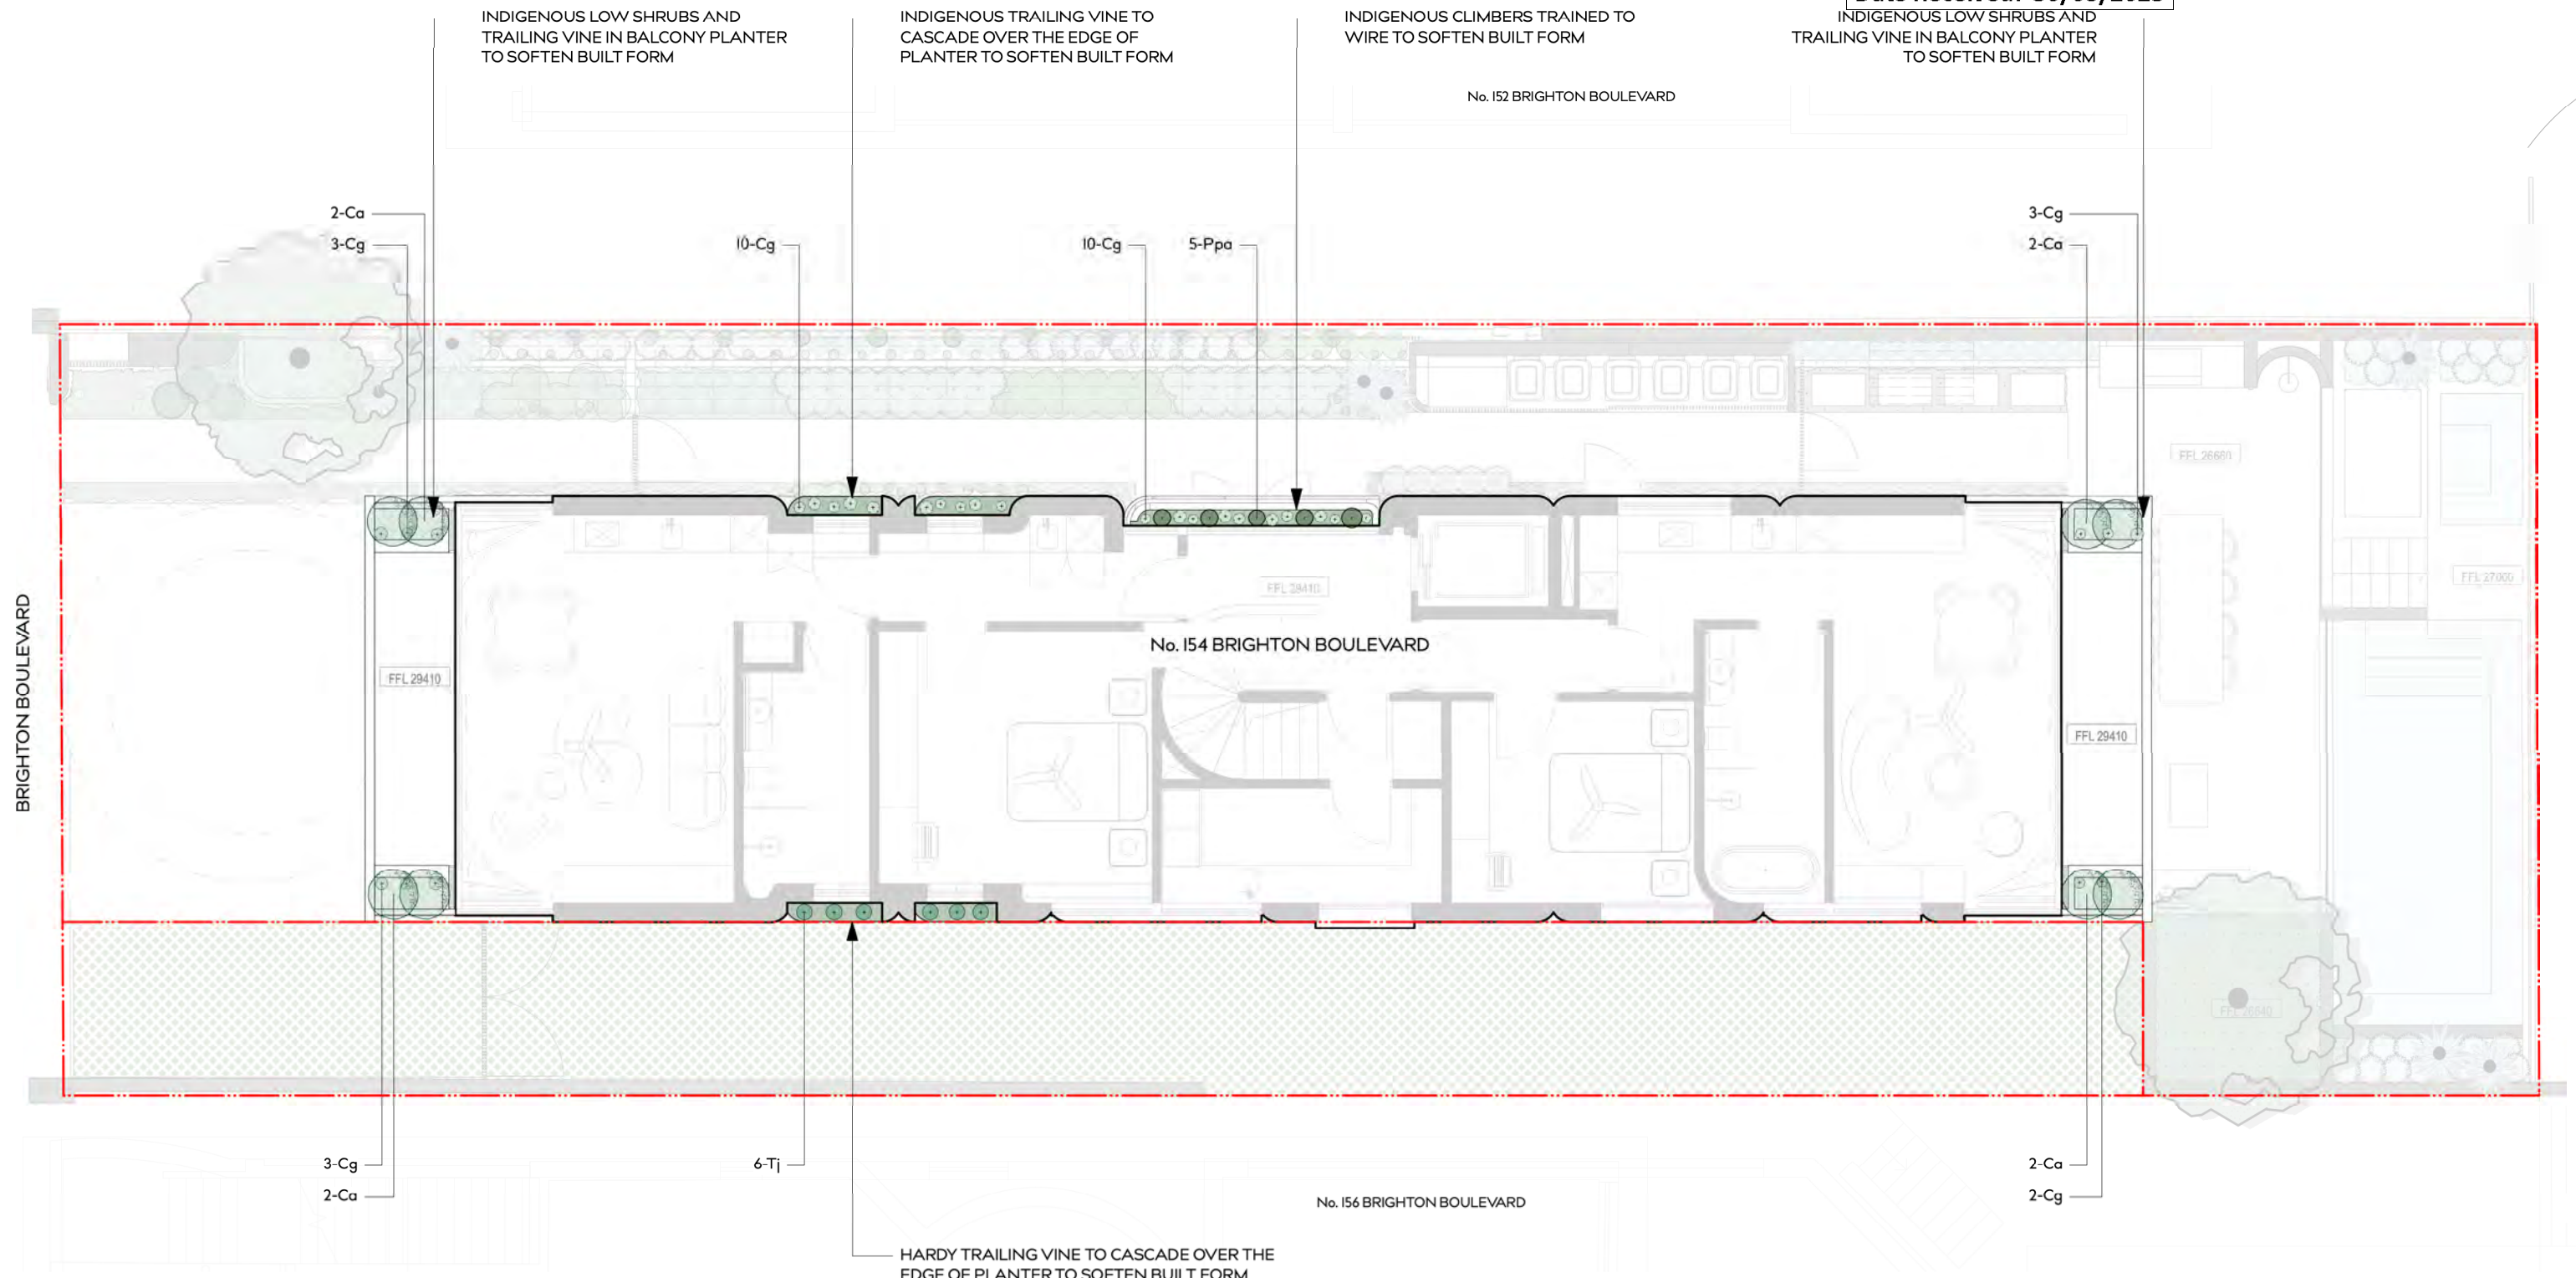 INDIGENOUS LOW SHRUBS AND
TRAILING VINE IN BALCONY PLANTER
TO SOFTEN BUILT FORM
INDIGENOUS TRAILING VINE TO
CASCADE OVER THE EDGE OF
PLANTER TO SOFTEN BUILT FORM
INDIGENOUS CLIMBERS TRAINED TO
WIRE TO SOFTEN BUILT FORM
INDIGENOUS LOW SHRUBS AND
TRAILING VINE IN BALCONY PLANTER
TO SOFTEN BUILT FORM
No. 152 BRIGHTON BOULEVARD
2-Ca
3-Cg
10-Cg
10-Cg
5-Ppa
3-Cg
2-Ca
FFL 26660
FFL 27000
FFL 29410
No. 154 BRIGHTON BOULEVARD
FFL 29410
FFL 29410
BRIGHTON BOULEVARD
FFL 26640
3-Cg
2-Ca
6-Tj
2-Ca
2-Cg
No. 156 BRIGHTON BOULEVARD
HARDY TRAILING VINE TO CASCADE OVER THE
EDGE OF PLANTER TO SOFTEN BUILT FORM